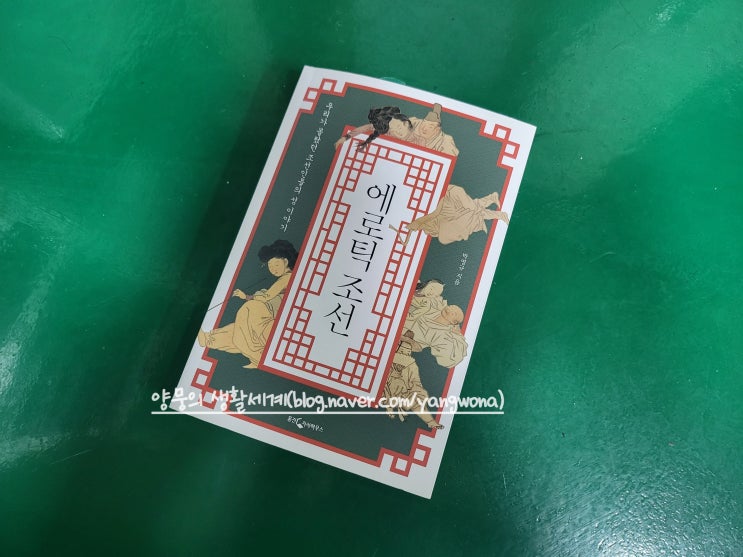 우리가 몰랐던 조선인들의 성 이야기
에로틱 조선
박영규 지음
웅진지식하우스
양뭉의 생활세계(blog.naver.com/yangwona)